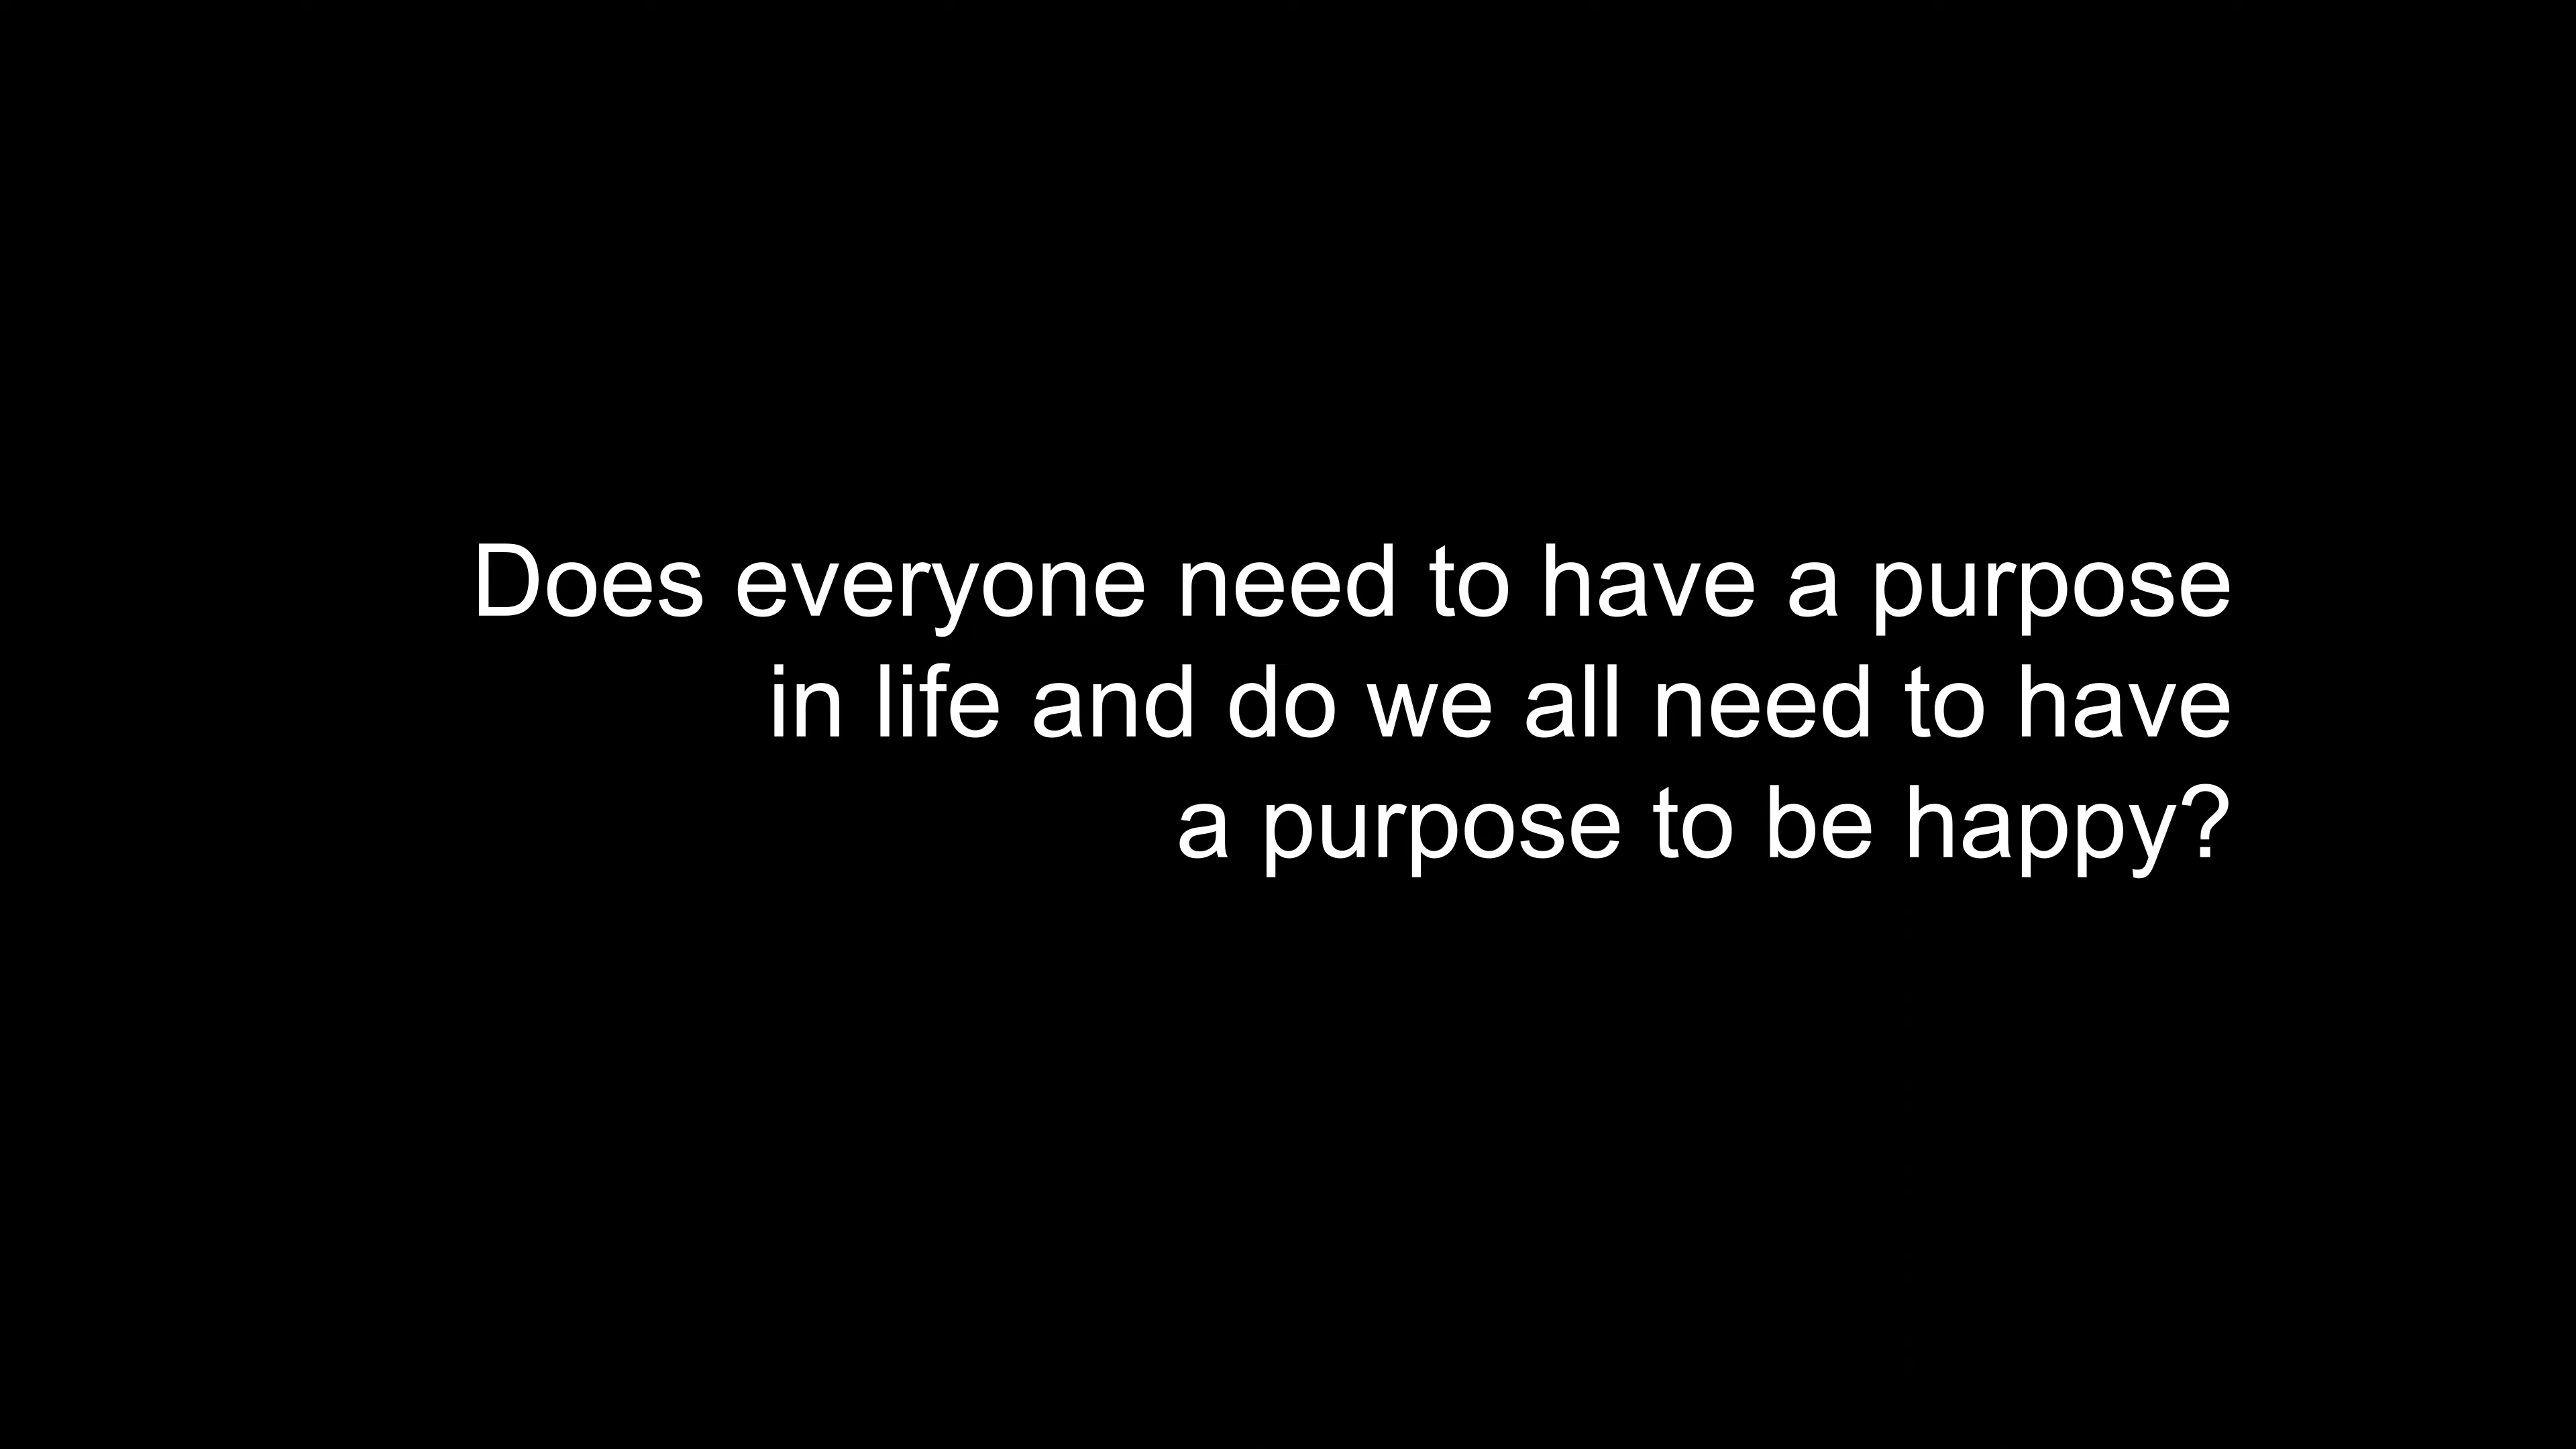 Does everyone need to have a purpose
in life and do we all need to have
a purpose to be happy?